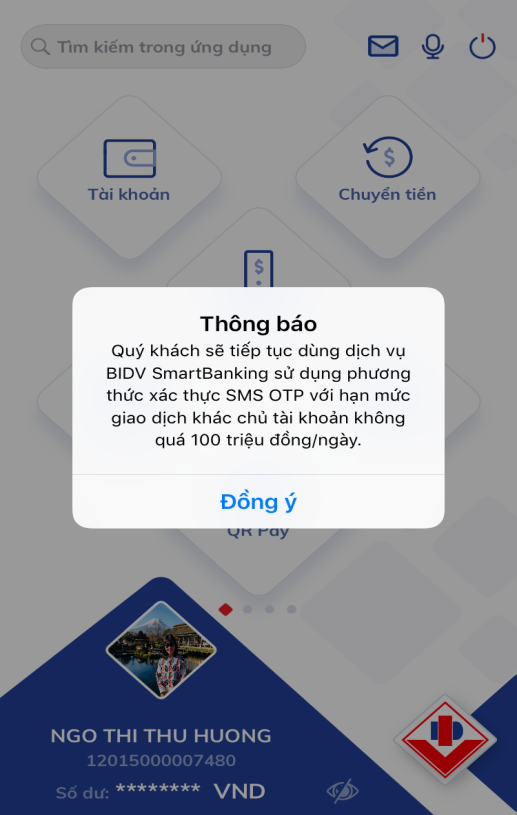 Tìm kiếm trong ứng dụng
Tài khoản
Chuyển tiền
Thông báo
Quý khách sẽ tiếp tục dùng dịch vụ
BIDV SmartBanking sử dụng phương
thức xác thực SMS OTP với hạn mức
giao dịch khác chủ tài khoản không
quá 100 triệu đồng/ngày.
Đồng ý
QR Pay
NGO THI THU HUONG
12015000007480
Số dư: ******** VND